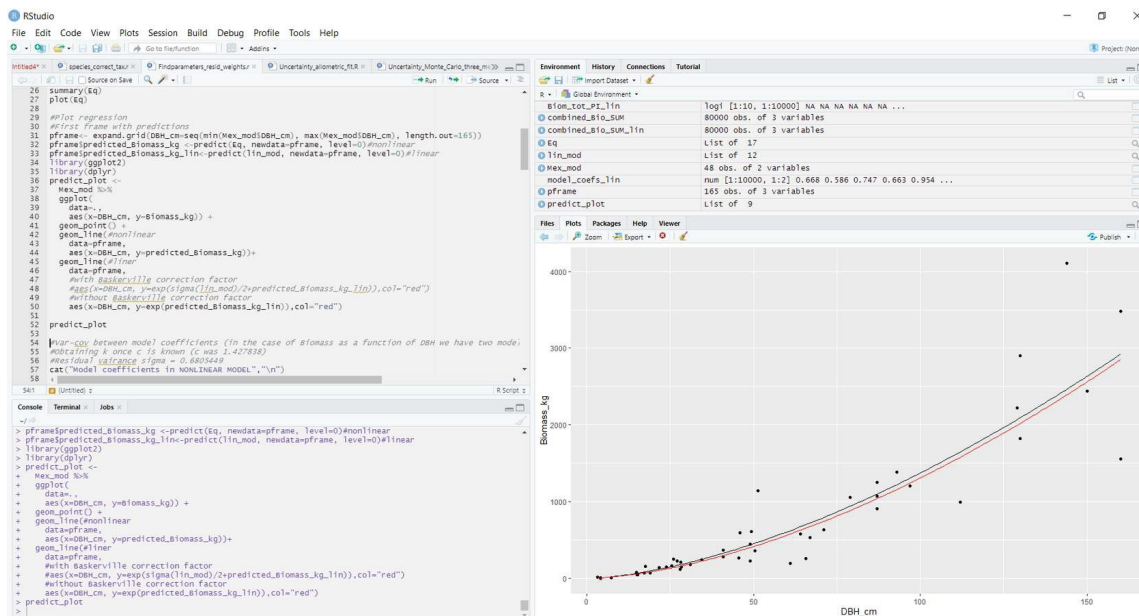 RStudio
File Edit Code View Plots Session Build Debug Profile Tools Help
Go to file/function
Addins
Project: (Non
Intitled4*
species_correct_tax.r
Findparameters_resid_weights.r
Uncertainty_allometric_fit.R
Uncertainty_Monte_Carlo_three_m
Source on Save
Run
Source
26 summary(Eq)
27 plot(Eq)
28
29 #Plot regression
30 #First frame with predictions
31 pframe<- expand.grid(DBH_cm=seq(min(Mex_mod$DBH_cm), max(Mex_mod$DBH_cm), length.out=165))
32 pframe$predicted_Biomass_kg <-predict(Eq, newdata=pframe, level=0)#nonlinear
33 pframe$predicted_Biomass_kg_lin<-predict(lin_mod, newdata=pframe, level=0)#linear
34 library(ggplot2)
35 library(dplyr)
36 predict_plot <-
37 Mex_mod %>%
38 ggplot(
39 data=.,
40 aes(x=DBH_cm, y=Biomass_kg)) +
41 geom_point() +
42 geom_line(#nonlinear
43 data=pframe,
44 aes(x=DBH_cm, y=predicted_Biomass_kg))+
45 geom_line(#liner
46 data=pframe,
47 #with Baskerville correction factor
48 #aes(x=DBH_cm, y=exp(sigma(lin_mod)/2+predicted_Biomass_kg_lin)),col="red")
49 #without Baskerville correction factor
50 aes(x=DBH_cm, y=exp(predicted_Biomass_kg_lin)),col="red")
51
52 predict_plot
53
54 #Var-cov between model coefficients (in the case of Biomass as a function of DBH we have two model
55 #Obtaining k once c is known (c was 1.427838)
56 #Residual vairance sigma = 0.6805449
57 cat("Model coefficients in NONLINEAR MODEL","\n")
58
54:1 (Untitled) R Script
Console Terminal Jobs
~/
> pframe$predicted_Biomass_kg <-predict(Eq, newdata=pframe, level=0)#nonlinear
> pframe$predicted_Biomass_kg_lin<-predict(lin_mod, newdata=pframe, level=0)#linear
> library(ggplot2)
> library(dplyr)
> predict_plot <-
+ Mex_mod %>%
+ ggplot(
+ data=.,
+ aes(x=DBH_cm, y=Biomass_kg)) +
+ geom_point() +
+ geom_line(#nonlinear
+ data=pframe,
+ aes(x=DBH_cm, y=predicted_Biomass_kg))+
+ geom_line(#liner
+ data=pframe,
+ #with Baskerville correction factor
+ #aes(x=DBH_cm, y=exp(sigma(lin_mod)/2+predicted_Biomass_kg_lin)),col="red")
+ #without Baskerville correction factor
+ aes(x=DBH_cm, y=exp(predicted_Biomass_kg_lin)),col="red")
> predict_plot
>
Environment History Connections Tutorial
Import Dataset
List
R Global Environment
Biom_tot_PI_lin logi [1:10, 1:10000] NA NA NA NA NA NA ...
combined_Bio_SUM 80000 obs. of 3 variables
combined_Bio_SUM_lin 80000 obs. of 3 variables
Eq List of 17
lin_mod List of 12
Mex_mod 48 obs. of 2 variables
model_coefs_lin num [1:10000, 1:2] 0.668 0.586 0.747 0.663 0.954 ...
pframe 165 obs. of 3 variables
predict_plot List of 9
Files Plots Packages Help Viewer
Zoom Export Publish
4000
3000
2000
1000
0
Biomass_kg
0 50 100 150
DBH_cm